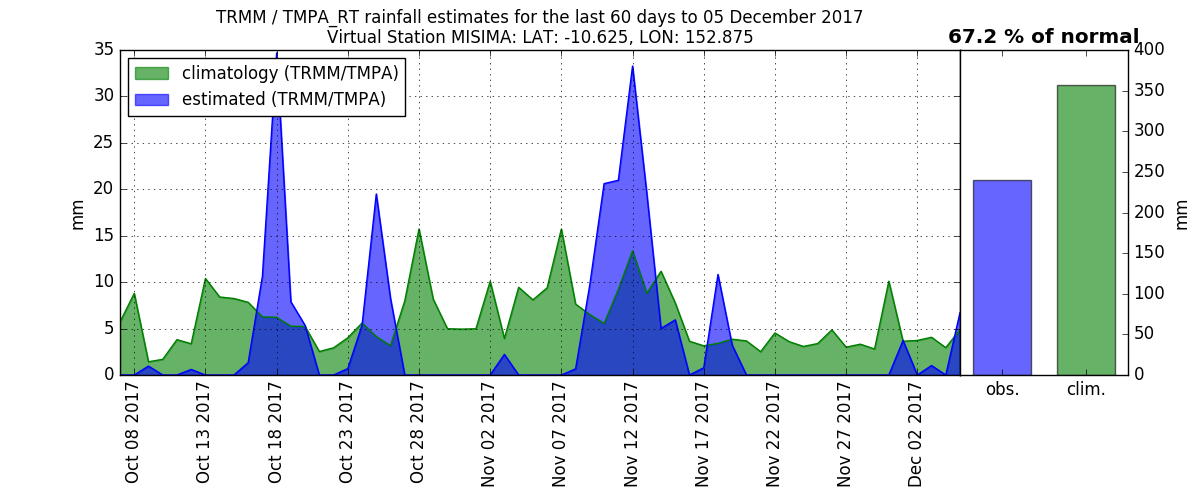 TRMM / TMPA_RT rainfall estimates for the last 60 days to 05 December 2017
Virtual Station MISIMA: LAT: -10.625, LON: 152.875
67.2 % of normal
climatology (TRMM/TMPA)
estimated (TRMM/TMPA)
35
30
25
20
15
10
5
0
mm
Oct 08 2017
Oct 13 2017
Oct 18 2017
Oct 23 2017
Oct 28 2017
Nov 02 2017
Nov 07 2017
Nov 12 2017
Nov 17 2017
Nov 22 2017
Nov 27 2017
Dec 02 2017
obs.
clim.
400
350
300
250
200
150
100
50
0
mm